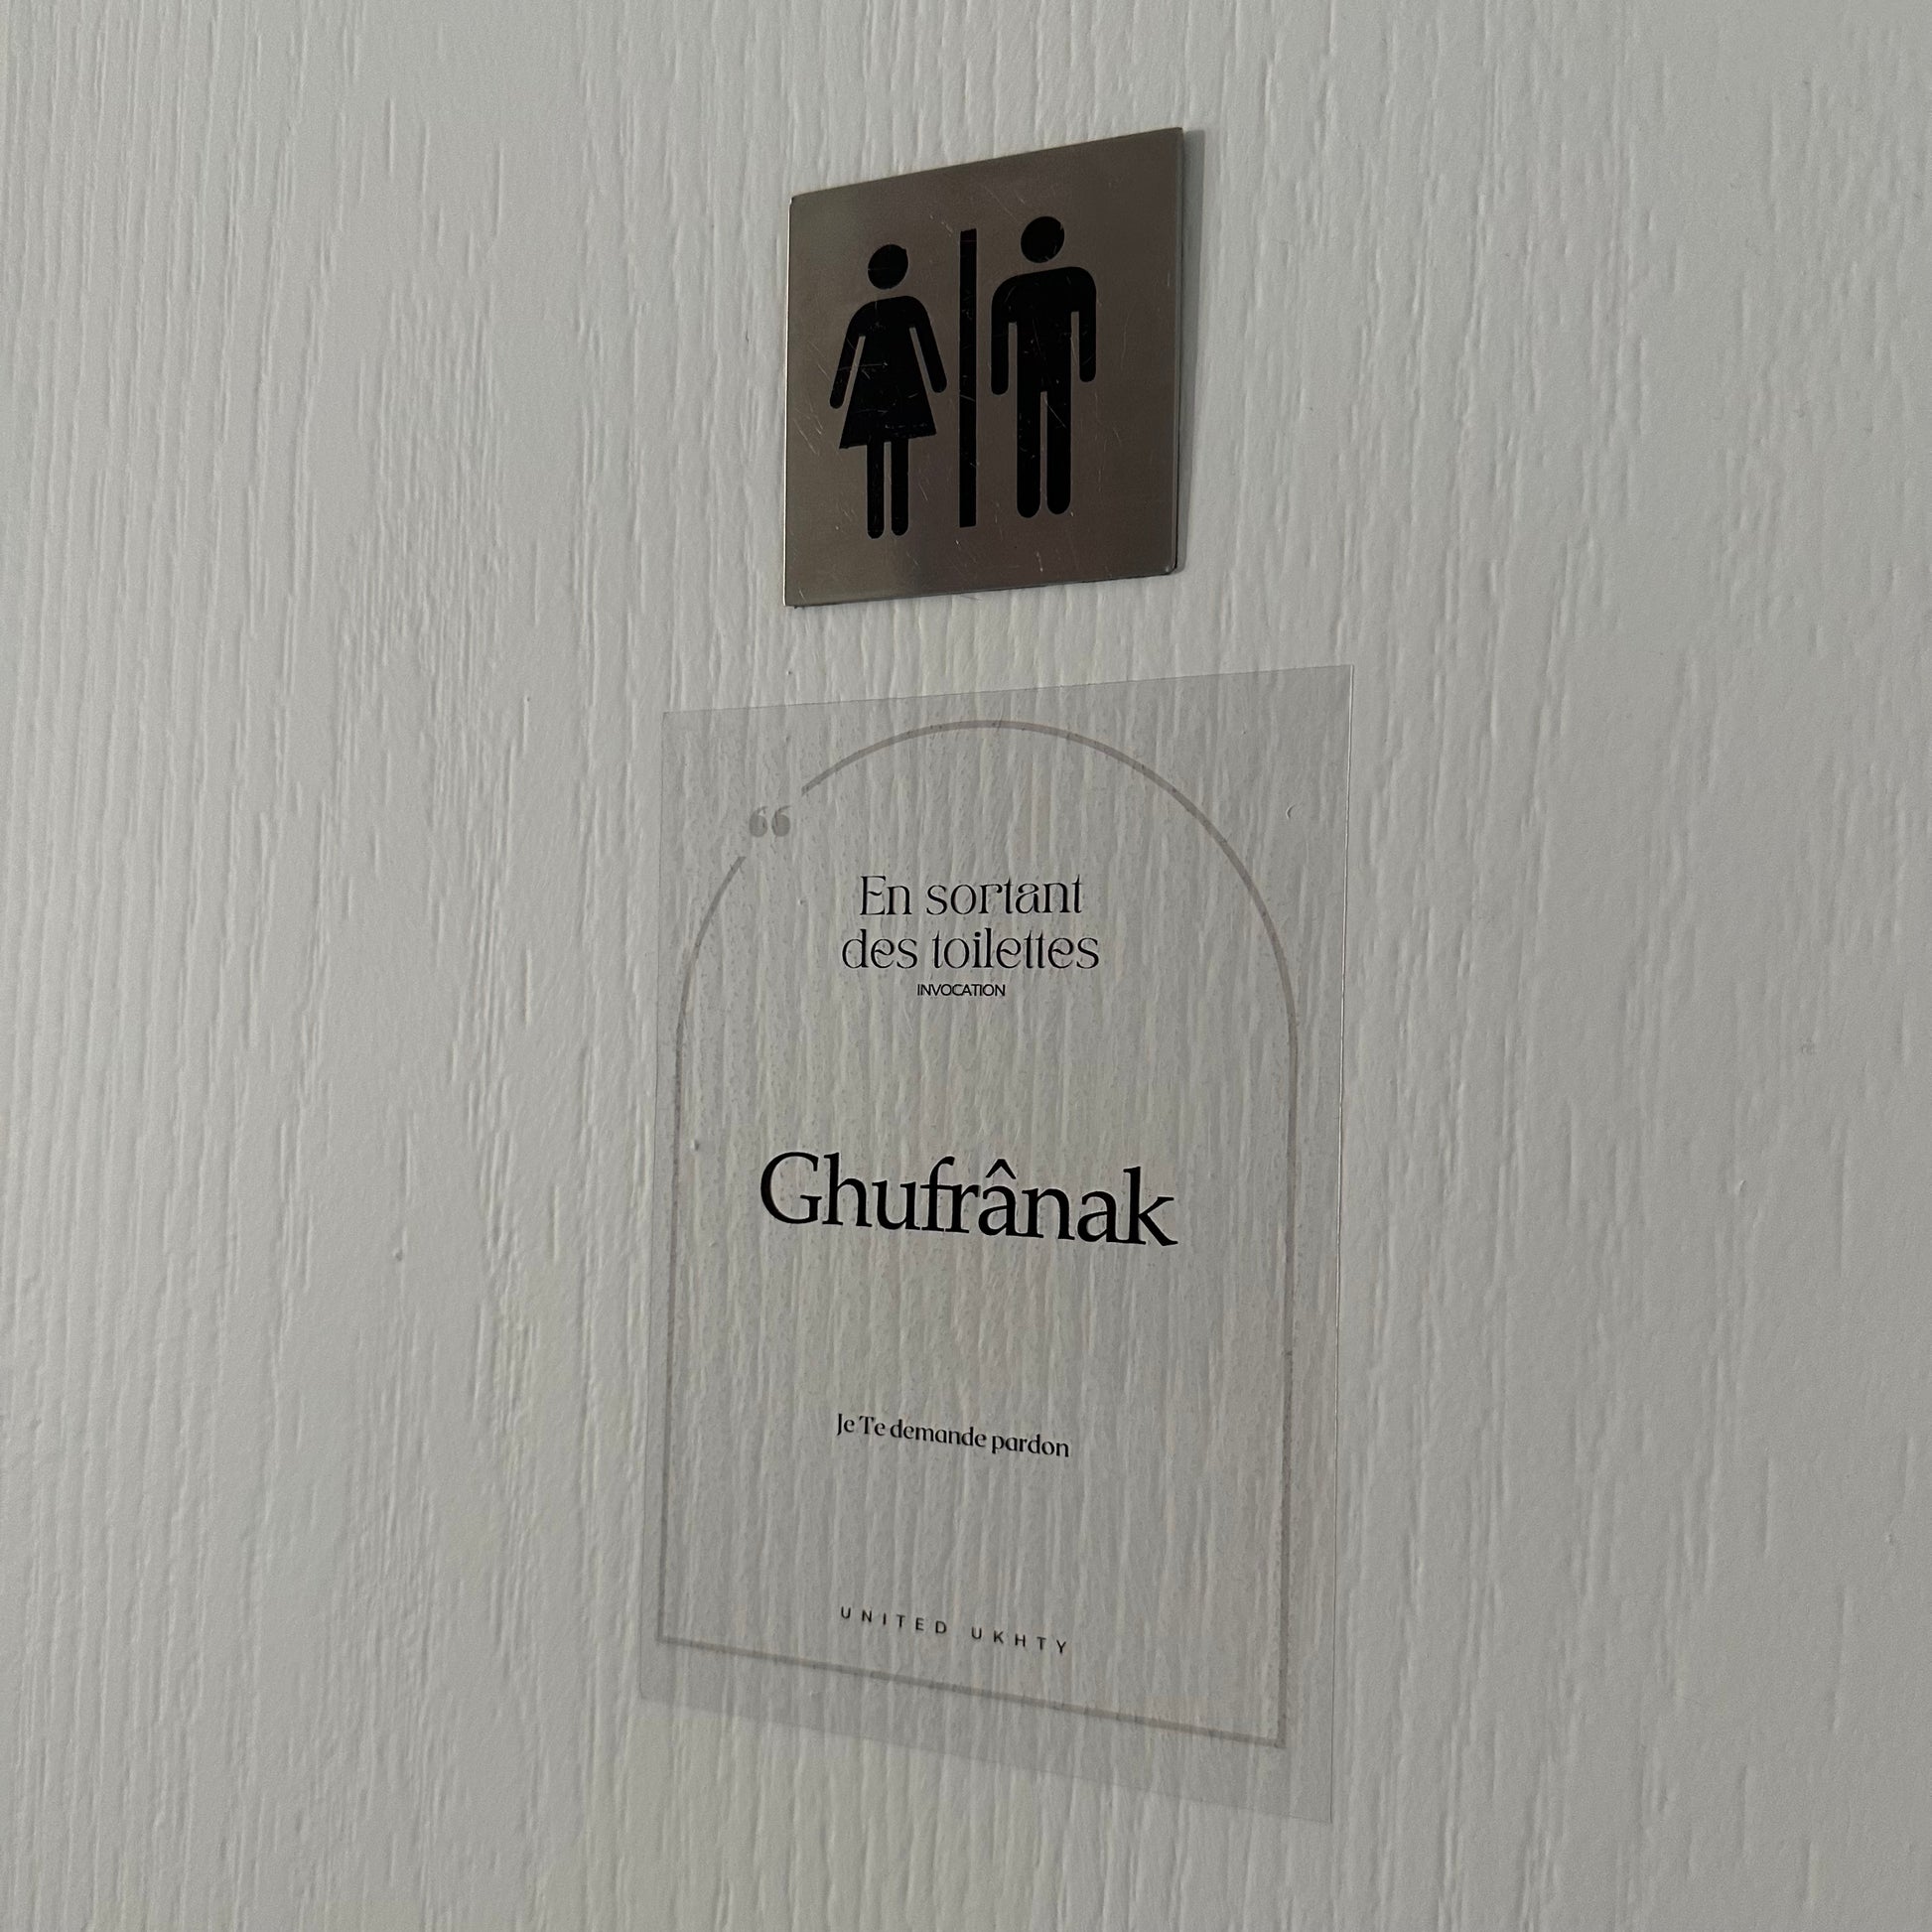 “
En sortant
des toilettes
INVOCATION
Ghufrânak
Je Te demande pardon
UNITED UKHTY